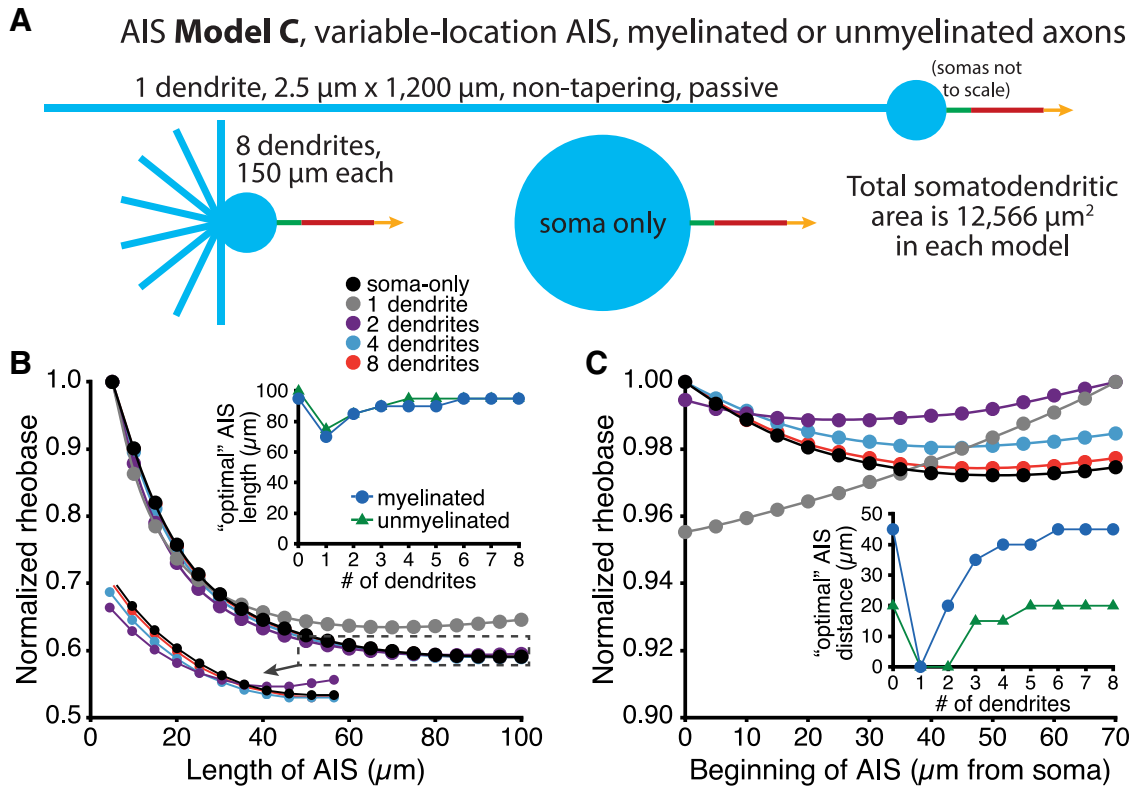 A
AIS Model C, variable-location AIS, myelinated or unmyelinated axons
1 dendrite, 2.5 µm x 1,200 µm, non-tapering, passive
(somas not
to scale)
8 dendrites,
150 µm each
soma only
Total somatodendritic
area is 12,566 µm²
in each model
soma-only
1 dendrite
2 dendrites
4 dendrites
8 dendrites
B
Normalized rheobase
1.0
0.9
0.8
0.7
0.6
0.5
0 20 40 60 80 100
Length of AIS (µm)
"optimal" AIS
length (µm)
100
80
60
40
20
0
myelinated
unmyelinated
0 1 2 3 4 5 6 7 8
# of dendrites
C
Normalized rheobase
1.00
0.98
0.96
0.94
0.92
0.90
0 10 20 30 40 50 60 70
Beginning of AIS (µm from soma)
"optimal" AIS
distance (µm)
50
40
30
20
10
0
0 1 2 3 4 5 6 7 8
# of dendrites